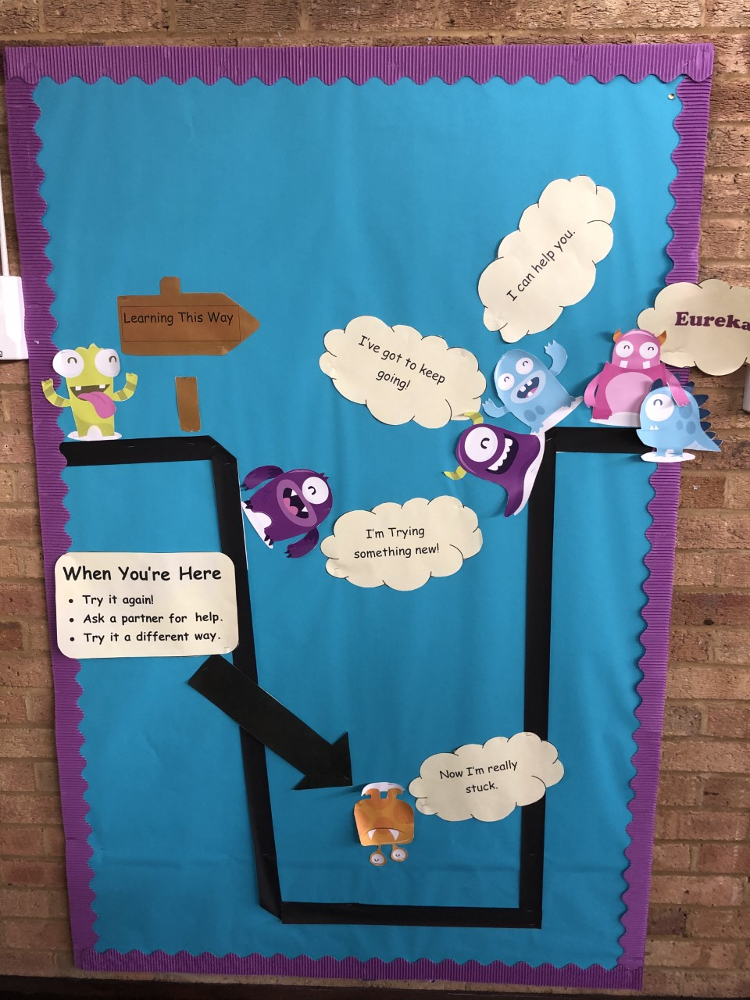 Learning This Way
I can help you.
I've got to keep
going!
Eureka
I'm Trying
something new!
When You're Here
• Try it again!
• Ask a partner for help.
• Try it a different way.
Now I'm really
stuck.